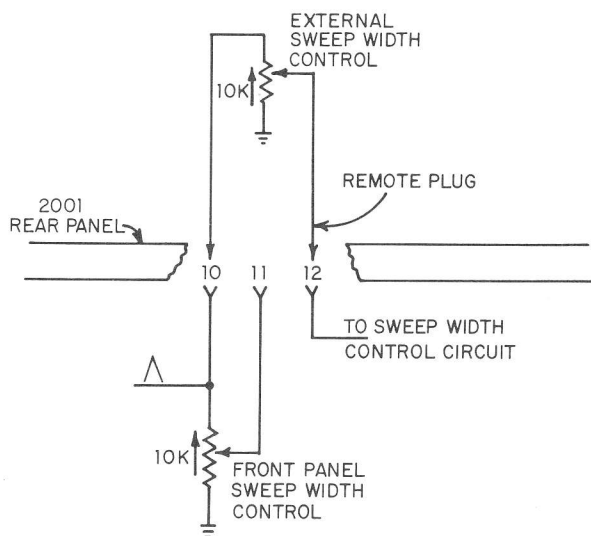 EXTERNAL
SWEEP WIDTH
CONTROL
10K
REMOTE PLUG
2001
REAR PANEL
10 11 12
TO SWEEP WIDTH
CONTROL CIRCUIT
10K
FRONT PANEL
SWEEP WIDTH
CONTROL